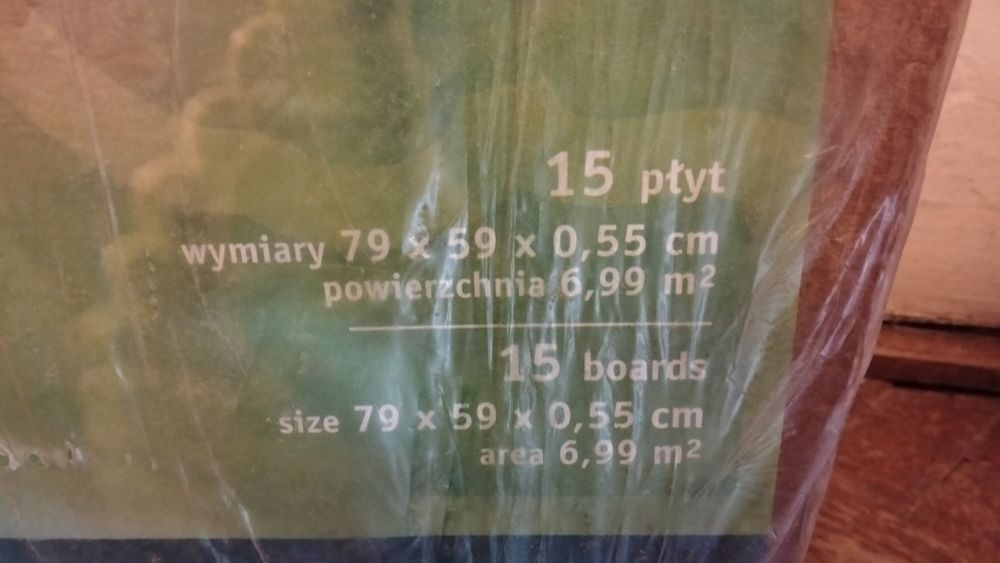 15 płyt
wymiary 79 x 59 x 0,55 cm
powierzchnia 6,99 m²
15 boards
size 79 x 59 x 0,55 cm
area 6,99 m²